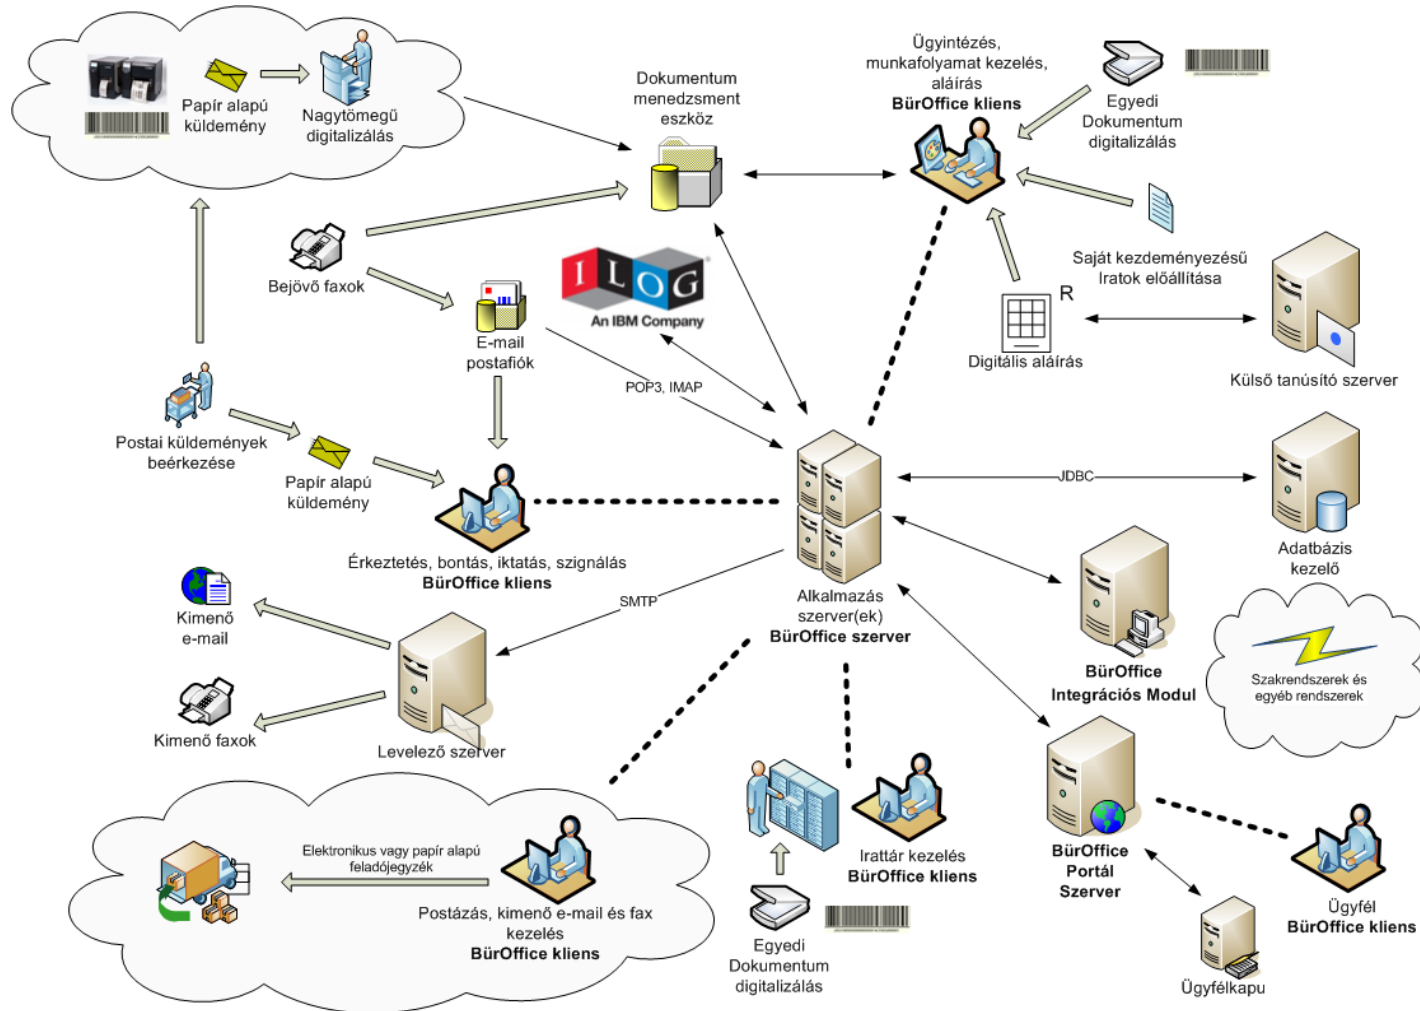 Papír alapú
küldemény
Nagytömegű
digitalizálás
Dokumentum
menedzsment
eszköz
Ügyintézés,
munkafolyamat kezelés,
aláírás
BürOffice kliens
Egyedi
Dokumentum
digitalizálás
Bejövő faxok
ILOG
An IBM Company
E-mail
postafiók
POP3, IMAP
Saját kezdeményezésű
Iratok előállítása
R
Digitális aláírás
Külső tanúsító szerver
Postai küldemények
beérkezése
Papír alapú
küldemény
Érkeztetés, bontás, iktatás, szignálás
BürOffice kliens
JDBC
Adatbázis
kezelő
Alkalmazás
szerver(ek)
BürOffice szerver
SMTP
Kimenő
e-mail
Kimenő faxok
Levelező szerver
BürOffice
Integrációs Modul
Szakrendszerek és
egyéb rendszerek
Elektronikus vagy papír alapú
feladójegyzék
Postázás, kimenő e-mail és fax
kezelés
BürOffice kliens
Irattár kezelés
BürOffice kliens
Egyedi
Dokumentum
digitalizálás
BürOffice
Portál
Szerver
Ügyfél
BürOffice kliens
Ügyfélkapu